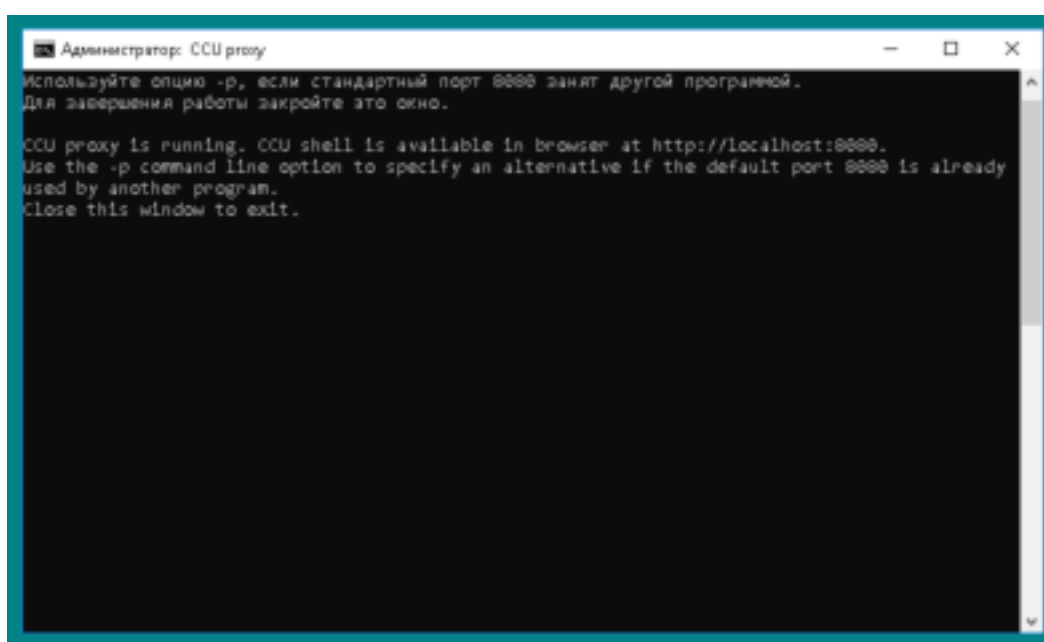 Администратор: CCU proxy
Используйте опцию -p, если стандартный порт 8080 занят другой программой.
Для завершения работы закройте это окно.
CCU proxy is running. CCU shell is available in browser at http://localhost:8080.
Use the -p command line option to specify an alternative if the default port 8080 is already
used by another program.
Close this window to exit.